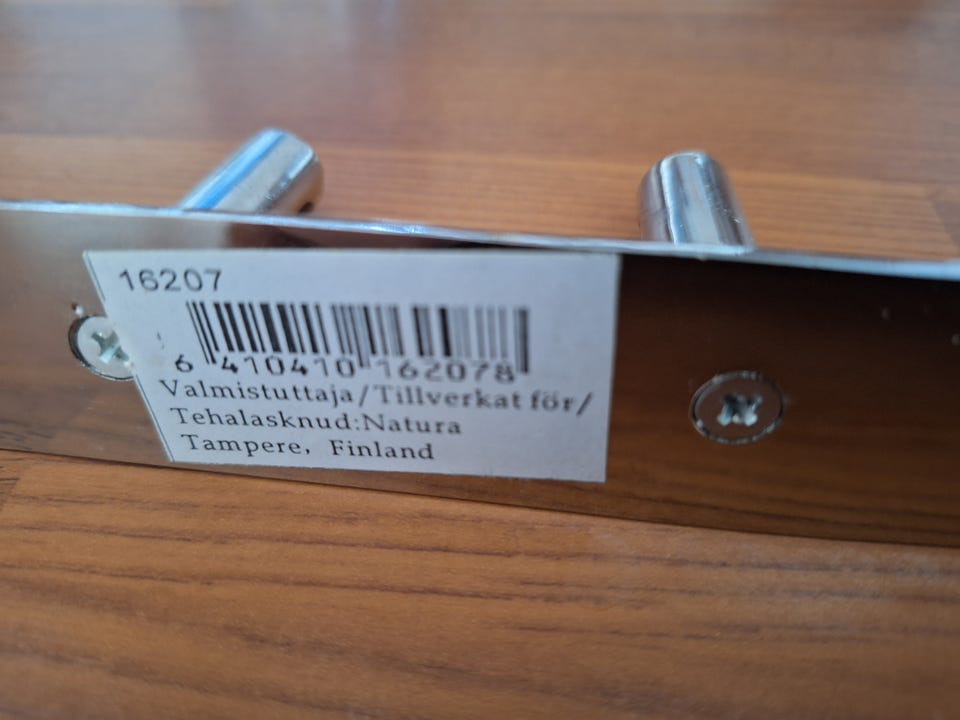 16207
6 410410 162078
Valmistuttaja/Tillverkat för/
Tehalasknud:Natura
Tampere, Finland